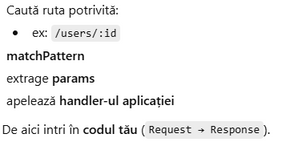 Caută ruta potrivită:
• ex: /users/:id
matchPattern
extrage params
apelează handler-ul aplicației
De aici intri în codul tău (Request → Response).